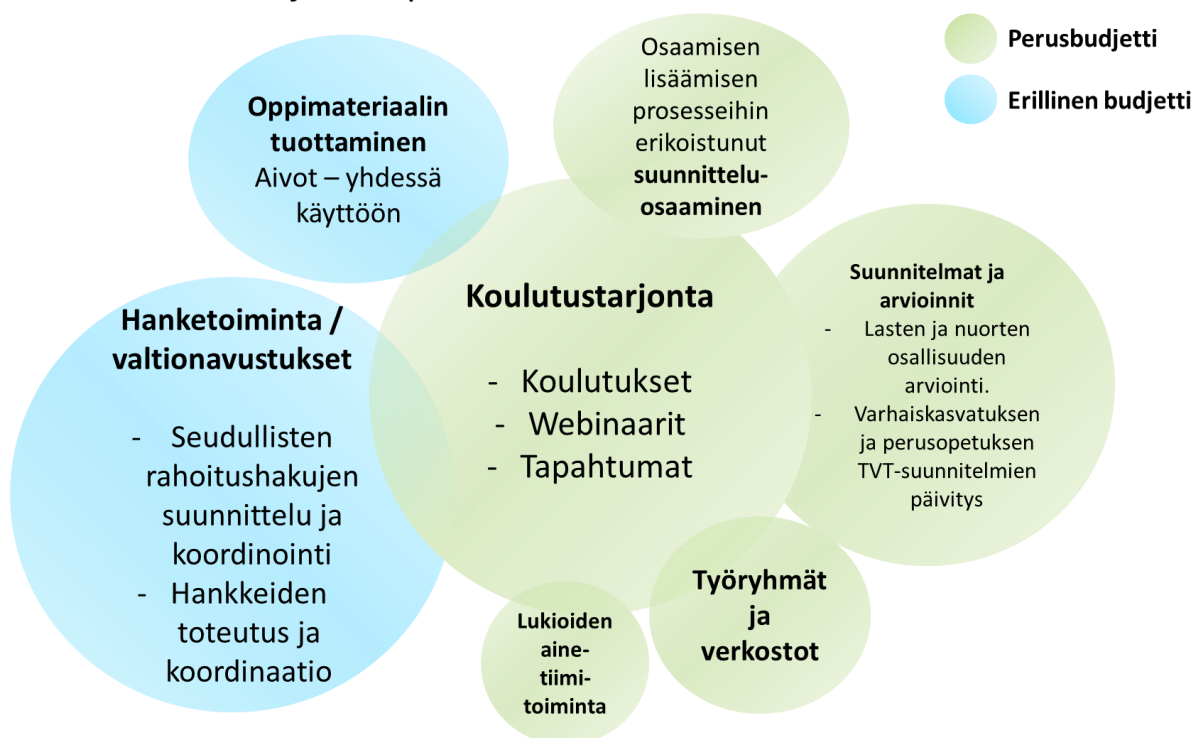 Perusbudjetti
Erillinen budjetti
Oppimateriaalin
tuottaminen
Aivot – yhdessä
käyttöön
Osaamisen
lisäämisen
prosesseihin
erikoistunut
suunnittelu-
osaaminen
Hanketoiminta /
valtionavustukset
- Seudullisten
rahoitushakujen
suunnittelu ja
koordinointi
- Hankkeiden
toteutus ja
koordinaatio
Koulutustarjonta
- Koulutukset
- Webinaarit
- Tapahtumat
Suunnitelmat ja
arvioinnit
- Lasten ja nuorten
osallisuuden
arviointi.
- Varhaiskasvatuksen
ja perusopetuksen
TVT-suunnitelmien
päivitys
Lukioiden
aine-
tiimi-
toiminta
Työryhmät
ja
verkostot